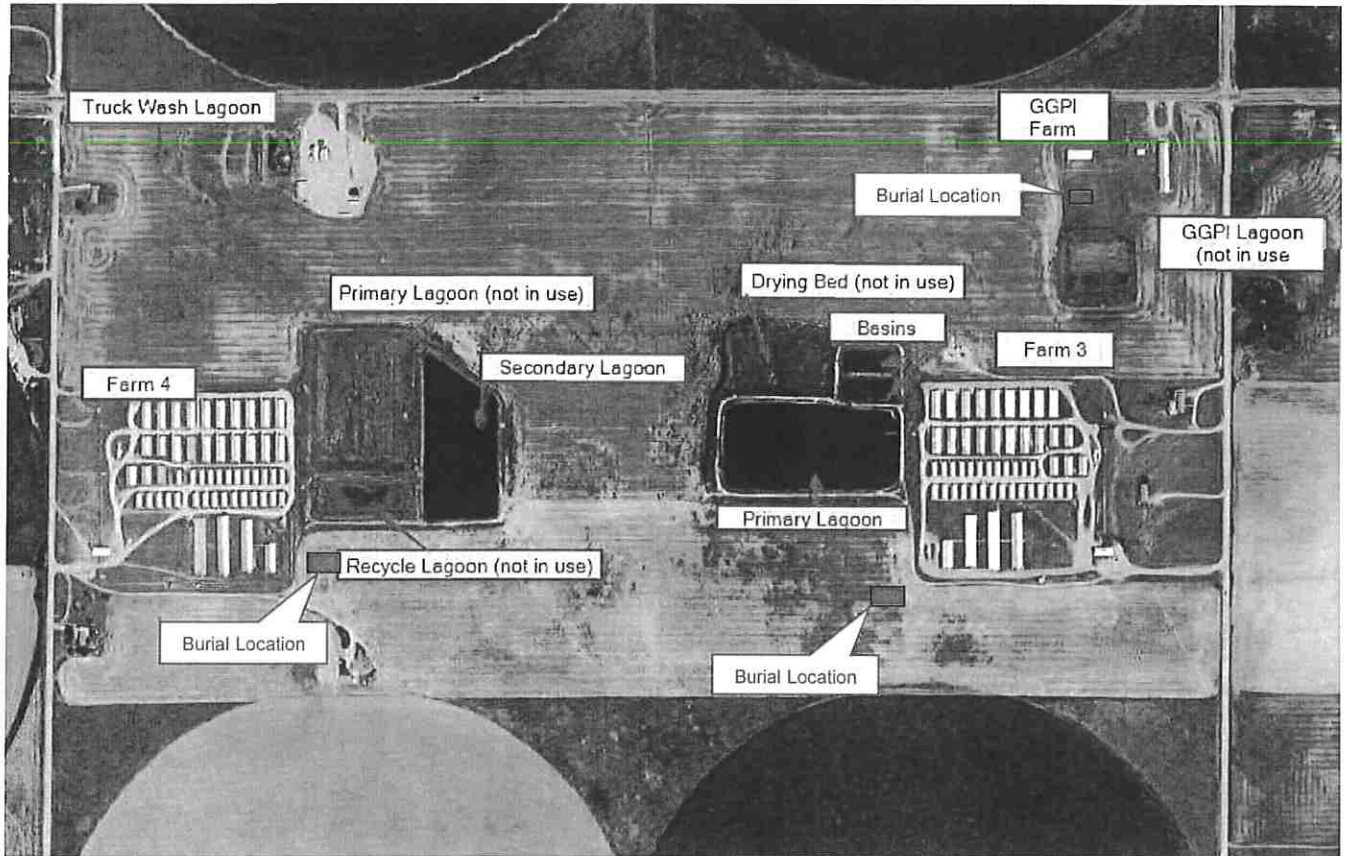 Truck Wash Lagoon
GGPI
Farm
Burial Location
GGPI Lagoon
(not in use
Primary Lagoon (not in use)
Drying Bed (not in use)
Basins
Secondary Lagoon
Farm 3
Farm 4
Primary Lagoon
Recycle Lagoon (not in use)
Burial Location
Burial Location